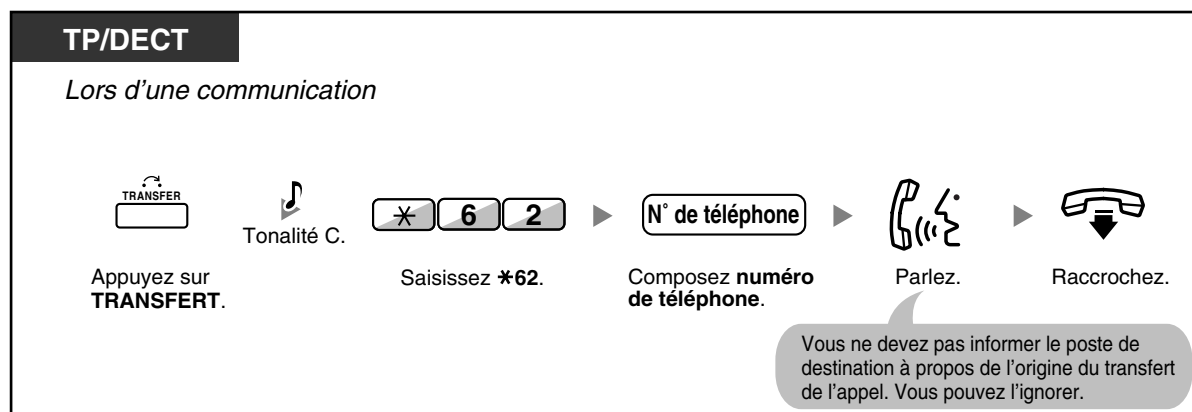 TP/DECT
Lors d’une communication
TRANSFER
Tonalité C.
* 6 2
N° de téléphone
Appuyez sur
TRANSFERT.
Saisissez *62.
Composez numéro
de téléphone.
Parlez.
Raccrochez.
Vous ne devez pas informer le poste de
destination à propos de l’origine du transfert
de l’appel. Vous pouvez l’ignorer.